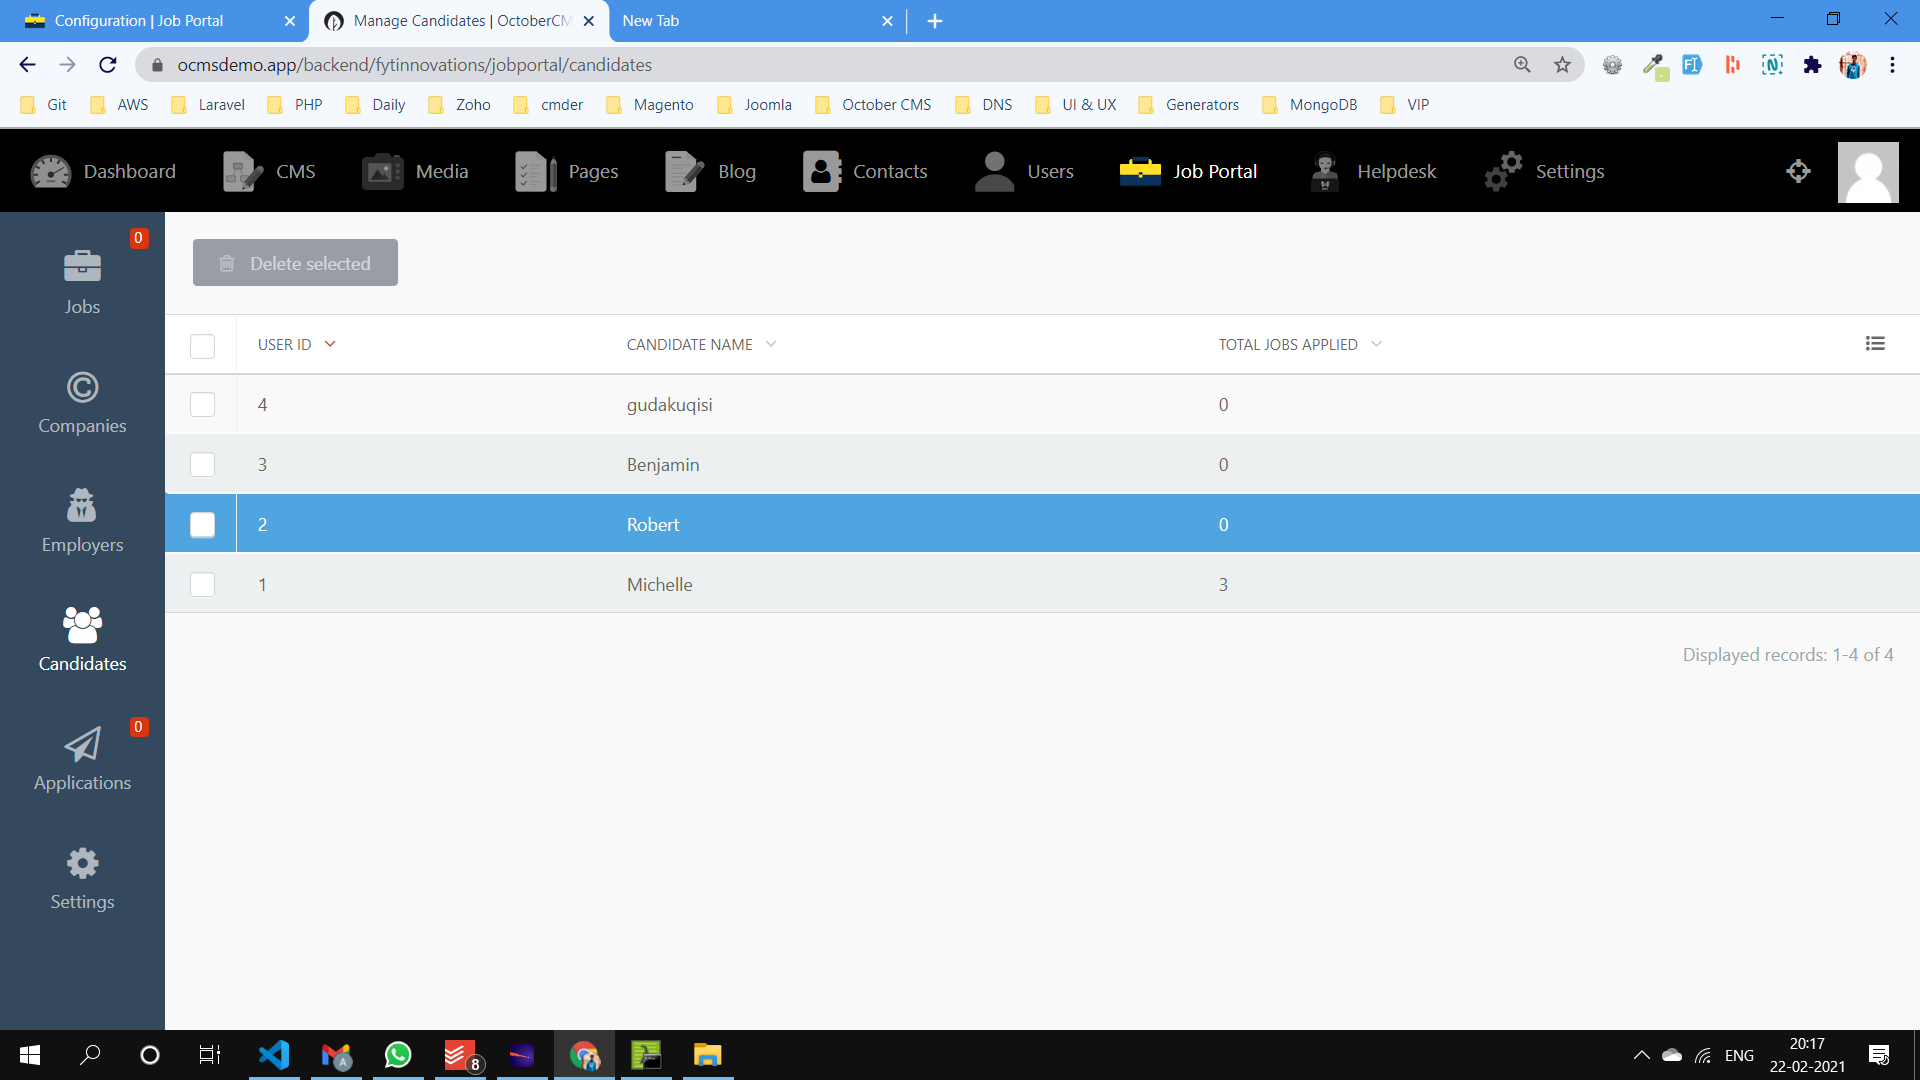 Configuration | Job Portal
Manage Candidates | OctoberCM
New Tab
ocmsdemo.app/backend/fytinnovations/jobportal/candidates
Git AWS Laravel PHP Daily Zoho cmder Magento Joomla October CMS DNS UI & UX Generators MongoDB VIP
Dashboard CMS Media Pages Blog Contacts Users Job Portal Helpdesk Settings
0
Jobs
Companies
Employers
Candidates
0
Applications
Settings
Delete selected
USER ID CANDIDATE NAME TOTAL JOBS APPLIED
4 gudakuqisi 0
3 Benjamin 0
2 Robert 0
1 Michelle 3
Displayed records: 1-4 of 4
8
ENG
20:17
22-02-2021